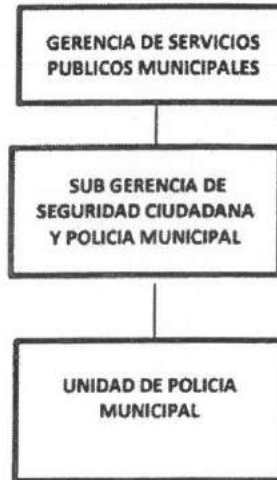 GERENCIA DE SERVICIOS
PUBLICOS MUNICIPALES
SUB GERENCIA DE
SEGURIDAD CIUDADANA
Y POLICIA MUNICIPAL
UNIDAD DE POLICIA
MUNICIPAL